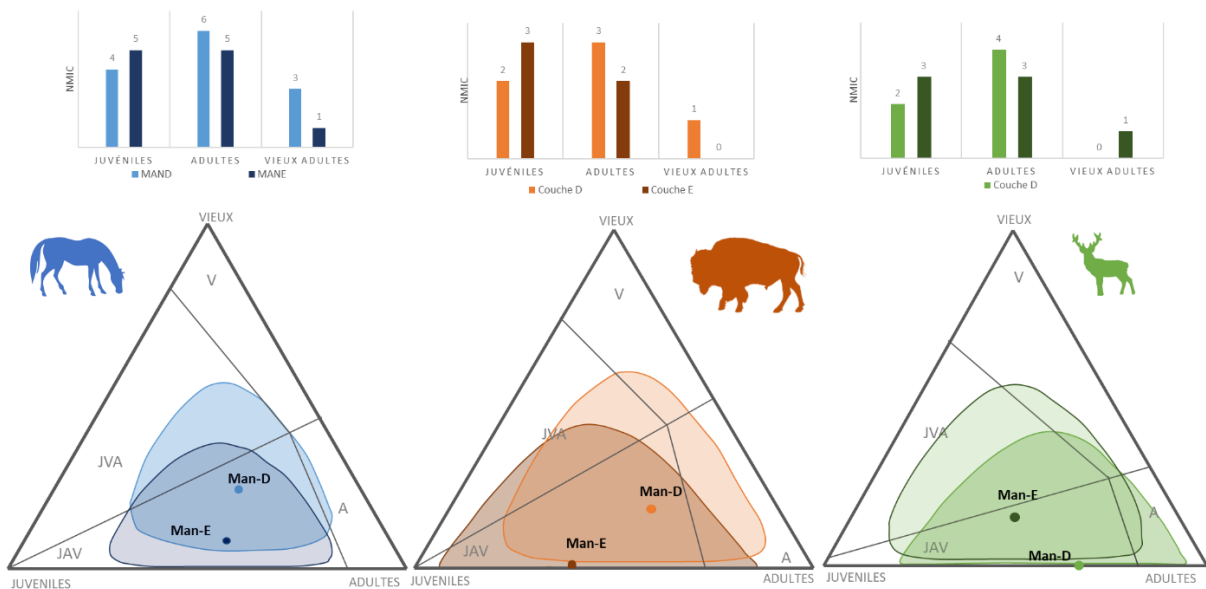 6
5
5
4
3
1
NMIC
JUVÉNILES ADULTES VIEUX ADULTES
MAND MANE
3
3
2
2
1
0
NMIC
JUVÉNILES ADULTES VIEUX ADULTES
Couche D Couche E
4
3
3
2
1
0
NMIC
JUVÉNILES ADULTES VIEUX ADULTES
Couche D
VIEUX
V
JVA
Man-D
A
Man-E
JAV
JUVENILES ADULTES
V
JVA
Man-D
Man-E
JAV
A
JUVENILES ADULTES
V
JVA
Man-E
A
JAV
Man-D
JUVENILES ADULTES
VIEUX